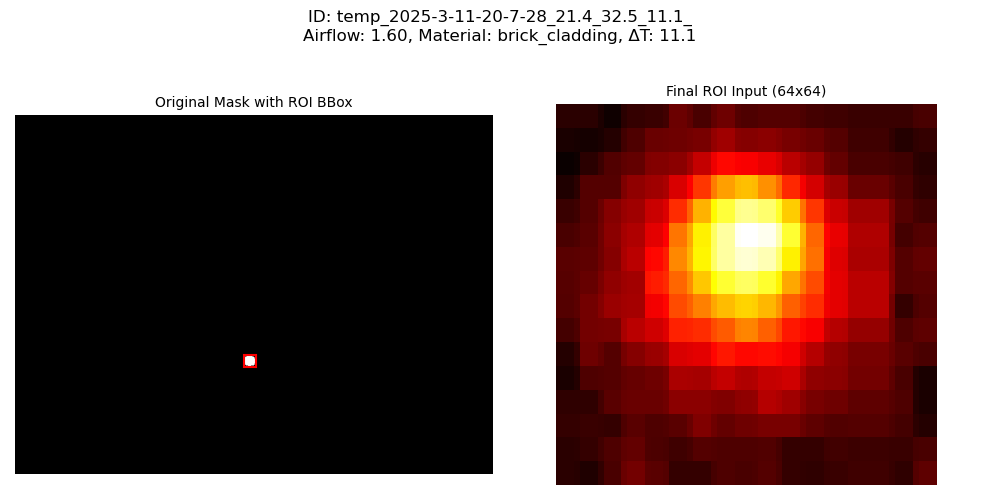 ID: temp_2025-3-11-20-7-28_21.4_32.5_11.1_
Airflow: 1.60, Material: brick_cladding, ΔT: 11.1
Original Mask with ROI BBox
Final ROI Input (64x64)